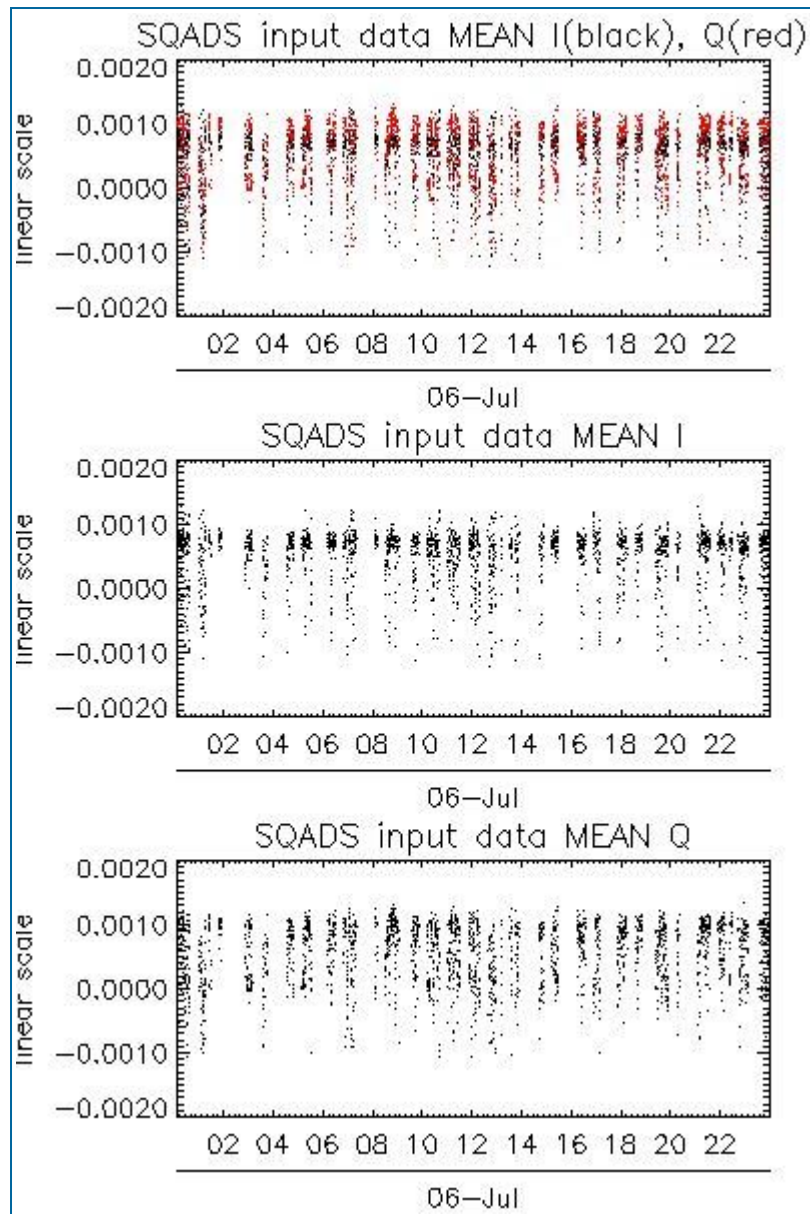 SQADS input data MEAN I(black), Q(red)
0.0020
0.0010
0.0000
-0.0010
-0.0020
linear scale
02 04 06 08 10 12 14 16 18 20 22
06-Jul
SQADS input data MEAN I
0.0020
0.0010
0.0000
-0.0010
-0.0020
linear scale
02 04 06 08 10 12 14 16 18 20 22
06-Jul
SQADS input data MEAN Q
0.0020
0.0010
0.0000
-0.0010
-0.0020
linear scale
02 04 06 08 10 12 14 16 18 20 22
06-Jul